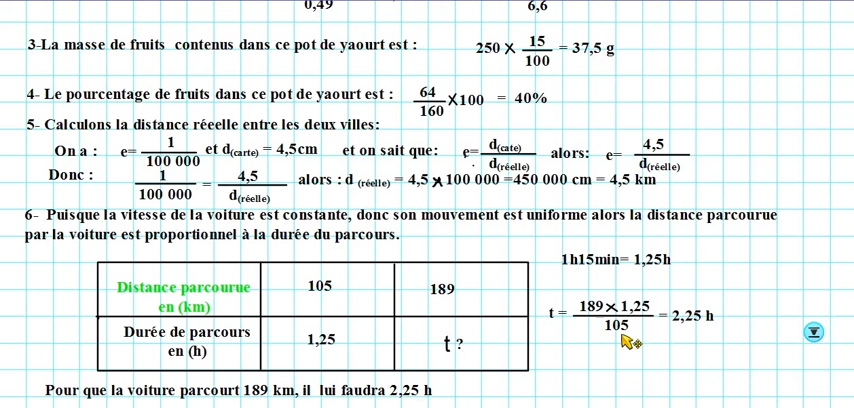 0,49 6,6
3-La masse de fruits contenus dans ce pot de yaourt est : 250 × 15/100 = 37,5 g
4- Le pourcentage de fruits dans ce pot de yaourt est : 64/160 ×100 = 40%
5- Calculons la distance réeelle entre les deux villes:
On a : e= 1/100 000 et d(carte) = 4,5cm et on sait que: e= d(cate)/d(réelle) alors: e= 4,5/d(réelle)
Donc : 1/100 000 = 4,5/d(réelle) alors : d (réelle) = 4,5 × 100 000 =450 000 cm = 4,5 km
6- Puisque la vitesse de la voiture est constante, donc son mouvement est uniforme alors la distance parcourue
par la voiture est proportionnel à la durée du parcours.
1h15min= 1,25h
Distance parcourue
en (km)
105
189
t = 189×1,25/105 = 2,25 h
Durée de parcours
en (h)
1,25
t ?
Pour que la voiture parcourt 189 km, il lui faudra 2,25 h